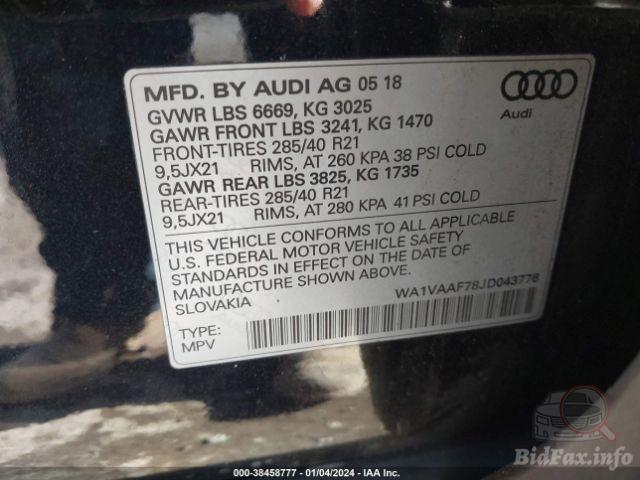 MFD. BY AUDI AG 05 18
GVWR LBS 6669, KG 3025
GAWR FRONT LBS 3241, KG 1470
FRONT-TIRES 285/40 R21
9,5JX21 RIMS, AT 260 KPA 38 PSI COLD
GAWR REAR LBS 3825, KG 1735
REAR-TIRES 285/40 R21
9,5JX21 RIMS, AT 280 KPA 41 PSI COLD
Audi
THIS VEHICLE CONFORMS TO ALL APPLICABLE
U.S. FEDERAL MOTOR VEHICLE SAFETY
STANDARDS IN EFFECT ON THE DATE OF
MANUFACTURE SHOWN ABOVE.
SLOVAKIA
WA1VAAF78JD043776
TYPE:
MPV
BidFax.info
000-38458777 - 01/04/2024 - IAA Inc.